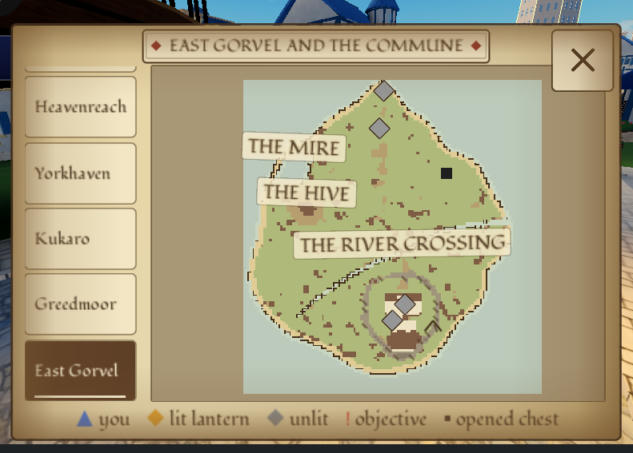 EAST GORVEL AND THE COMMUNE
Heavenreach
Yorkhaven
Kukaro
Greedmoor
East Gorvel
THE MIRE
THE HIVE
THE RIVER CROSSING
you lit lantern unlit ! objective opened chest